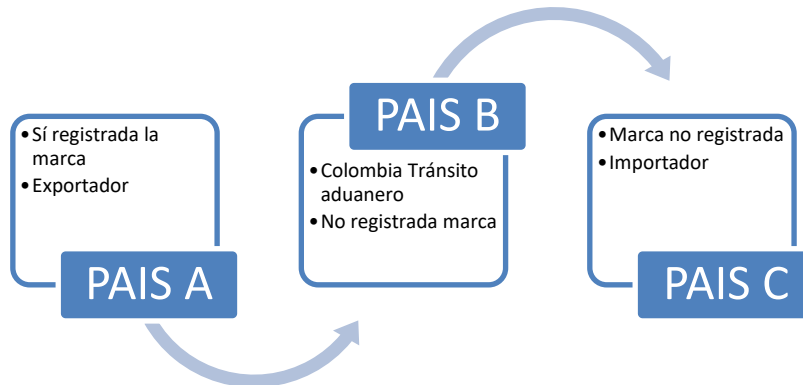 •Sí registrada la
marca
•Exportador
PAIS A
PAIS B
•Colombia Tránsito
aduanero
•No registrada marca
•Marca no registrada
•Importador
PAIS C